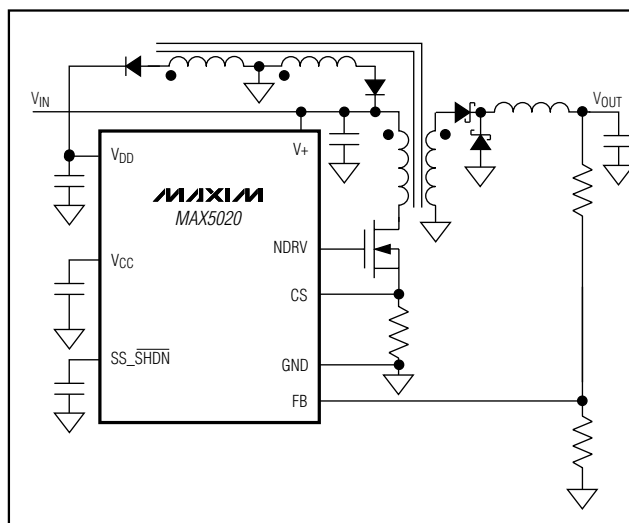 VIN
VOUT
VDD
V+
MAXIM
MAX5020
NDRV
VCC
CS
SS_SHDN
GND
FB